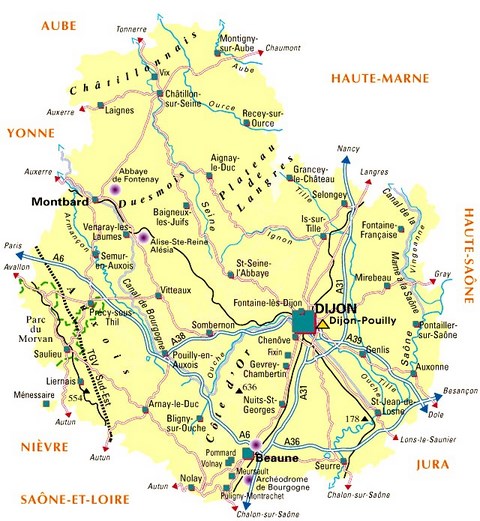 AUBE
Tonnerre
Montigny-
sur-Aube
Chaumont
Châtillonnais
Vix
Aube
HAUTE-MARNE
Châtillon-
sur-Seine
Auxerre
Laignes
Ource
Recey-sur-
Ource
YONNE
Nancy
Auxerre
Abbaye
de Fontenay
Aignay-
le-Duc
Plateau
de
Langres
Grancey-
le-Château
Langres
Montbard
Duesmois
Tille
Selongey
Canal de la
Vingeanne
Baigneux-
les-Juifs
Seine
Is-sur-
Tille
Fontaine-
Française
HAUTE-SAÔNE
Armançon
Venaray-les-
Laumes
Alise-Ste-Reine
Alésia
Ignon
Paris
A6
Semur-
en-Auxois
Avallon
St-Seine-
l'Abbaye
A31
Mirebeau
Marne à la Saône
Gray
A
u
x
o
i
s
Canal de Bourgogne
Vitteaux
Fontaine-lès-Dijon
DIJON
Dijon-Pouilly
Parc
du
Morvan
Précy-sous-
Thil
Sombernon
A38
Pontailler-
sur-Saône
Saône
Chenôve
A39
Saulieu
TGV Sud-Est
Pouilly-en-
Auxois
Ouche
Fixin
Genlis
Gevrey-
Chambertin
Auxonne
Liernais
Côte d'Or
636
Tille
Ouche
Besançon
Ménessaire
554
Nuits-St-
Georges
A31
St-Jean-de-
Losne
178
Dole
Arnay-le-Duc
Autun
Bligny-
sur-Ouche
A6
A36
Lons-le-Saunier
NIÈVRE
Autun
Pommard
Beaune
Volnay
Meursault
Seurre
JURA
Archéodrome
de Bourgogne
SAÔNE-ET-LOIRE
Autun
Nolay
Puligny-Montrachet
Chalon-sur-Saône
Chalon-sur-Saône